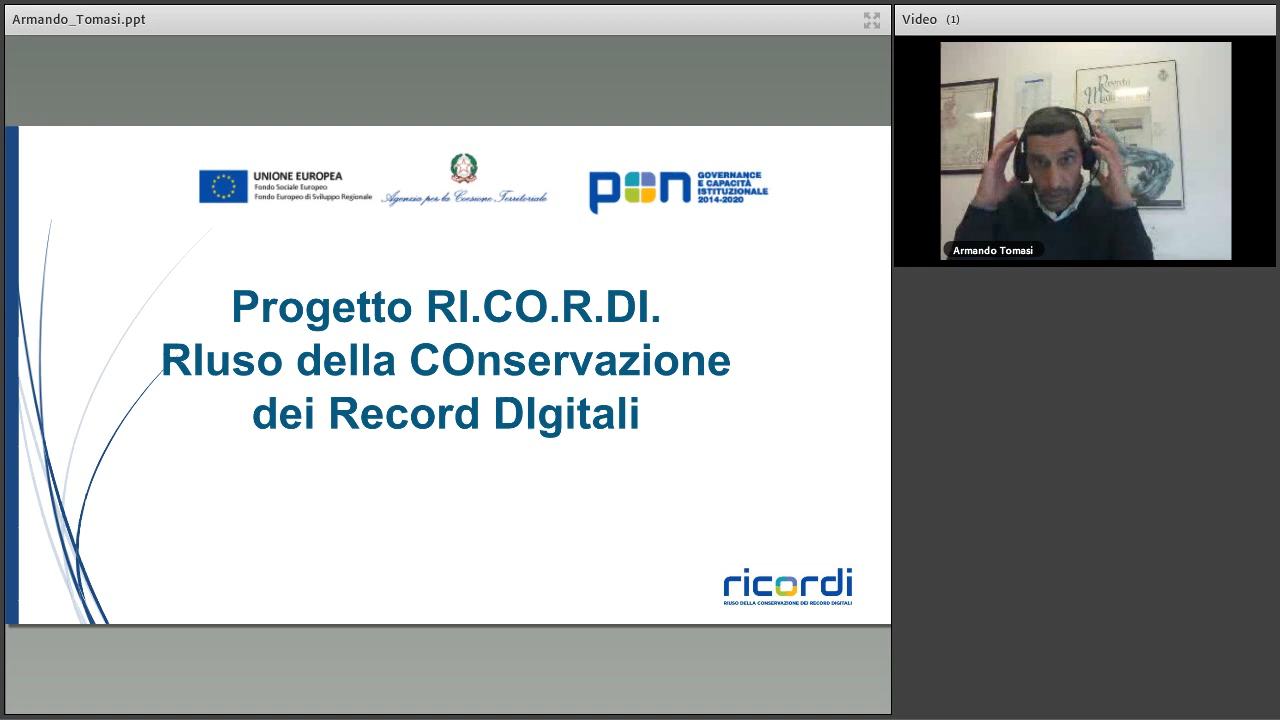 Armando_Tomasi.ppt
Video (1)
UNIONE EUROPEA
Fondo Sociale Europeo
Fondo Europeo di Sviluppo Regionale
Agenzia per la Coesione Territoriale
pon
GOVERNANCE
E CAPACITÀ
ISTITUZIONALE
2014-2020
Armando Tomasi
Progetto RI.CO.R.DI.
RIuso della COnservazione
dei Record DIgitali
ricordi
RIUSO DELLA CONSERVAZIONE DEI RECORD DIGITALI